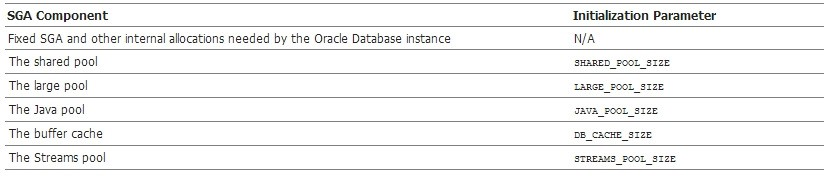 SGA Component Initialization Parameter
Fixed SGA and other internal allocations needed by the Oracle Database instance N/A
The shared pool SHARED_POOL_SIZE
The large pool LARGE_POOL_SIZE
The Java pool JAVA_POOL_SIZE
The buffer cache DB_CACHE_SIZE
The Streams pool STREAMS_POOL_SIZE